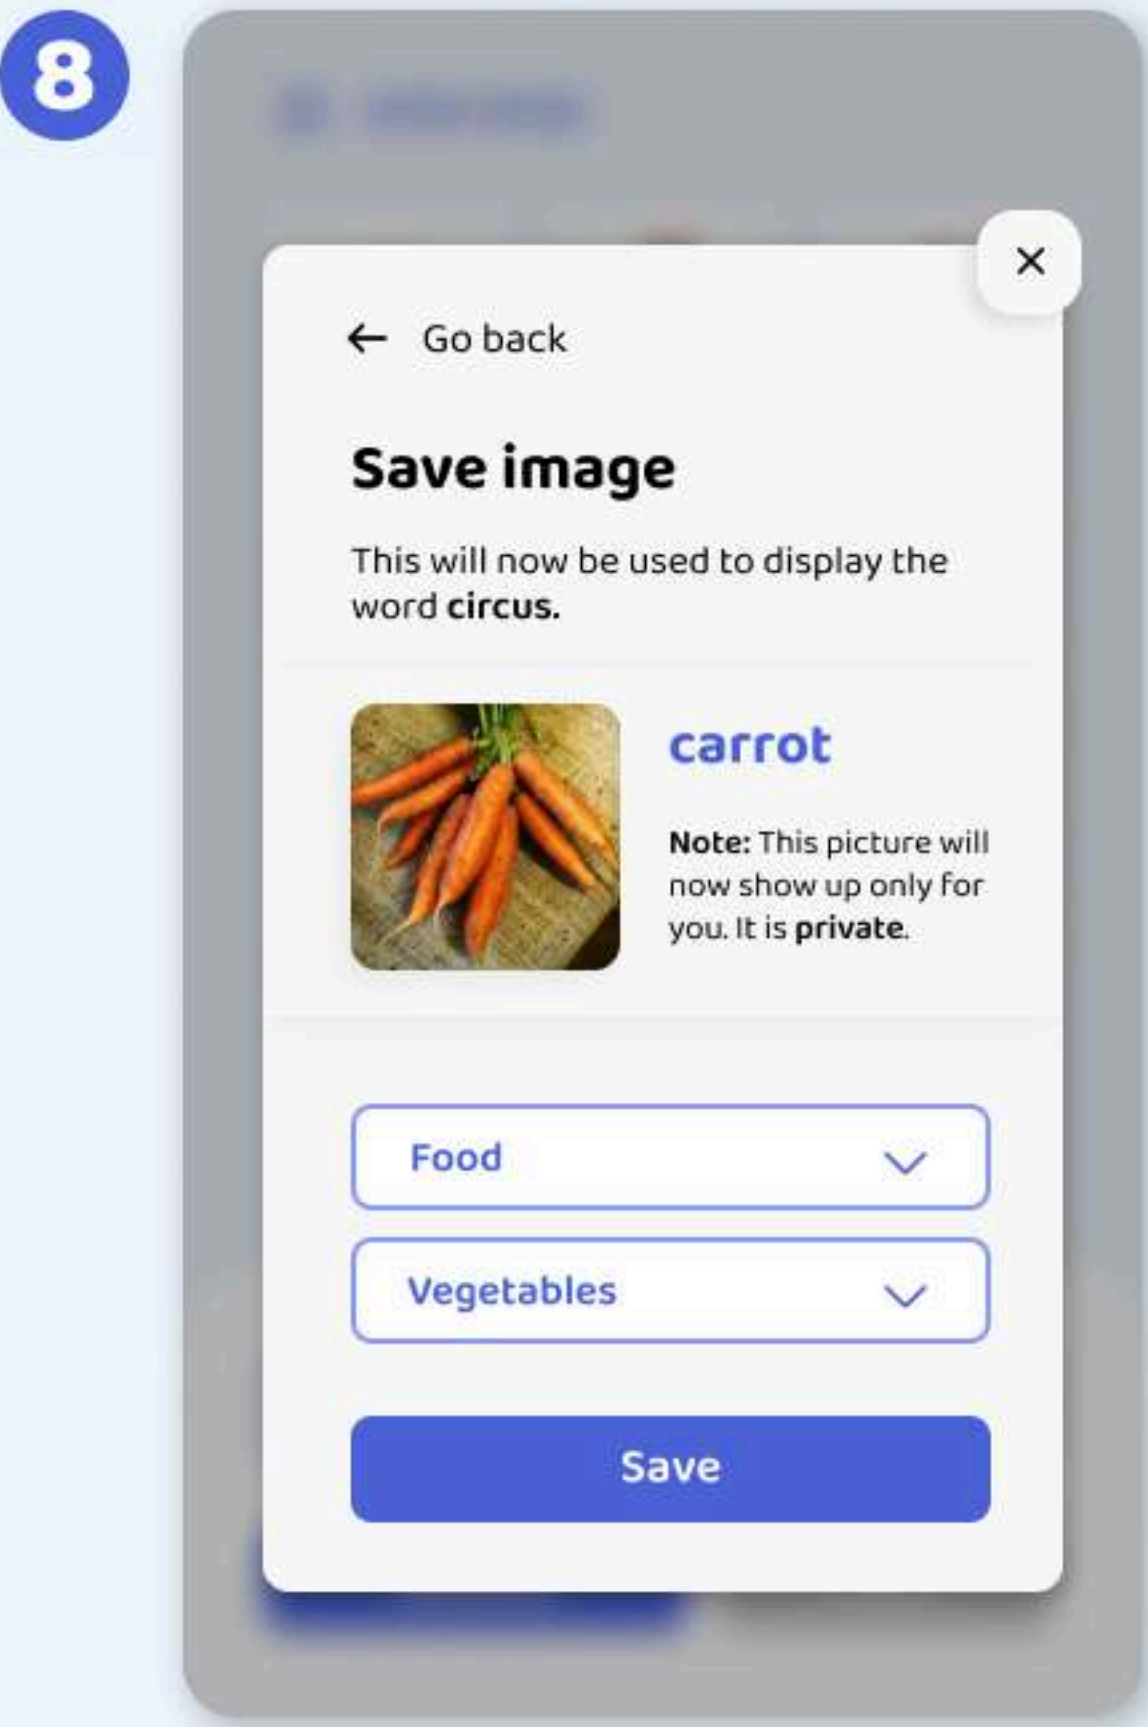 8
Go back
Save image
This will now be used to display the
word circus.
carrot
Note: This picture will
now show up only for
you. It is private.
Food
Vegetables
Save